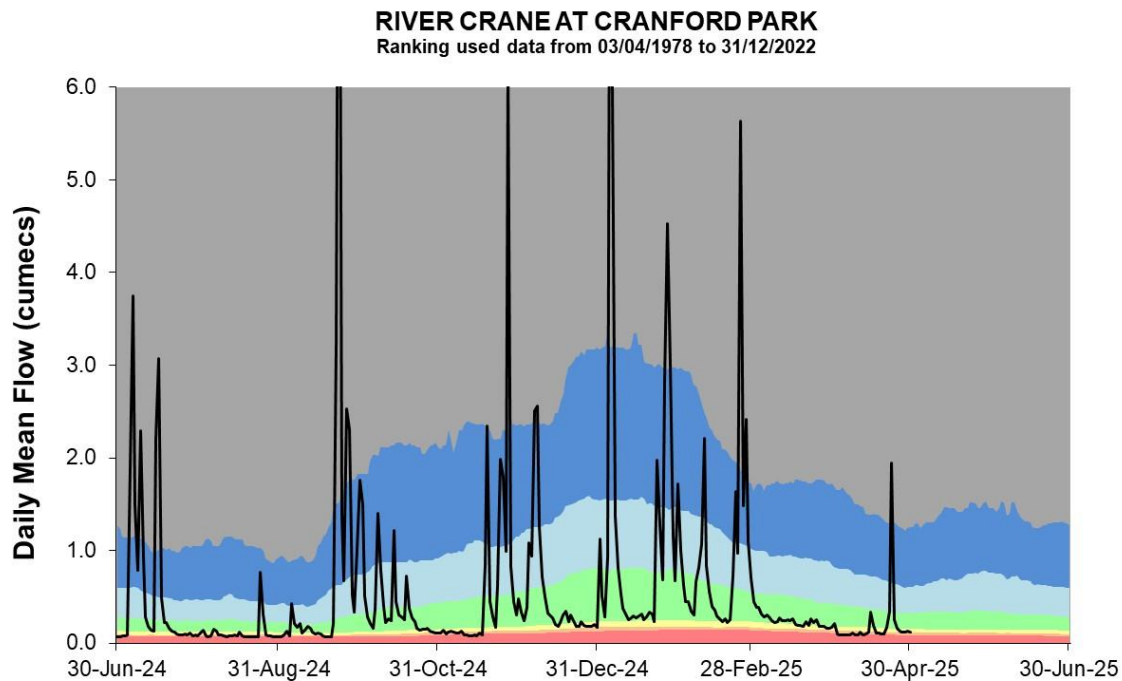 RIVER CRANE AT CRANFORD PARK
Ranking used data from 03/04/1978 to 31/12/2022
Daily Mean Flow (cumecs)
6.0
5.0
4.0
3.0
2.0
1.0
0.0
30-Jun-24 31-Aug-24 31-Oct-24 31-Dec-24 28-Feb-25 30-Apr-25 30-Jun-25